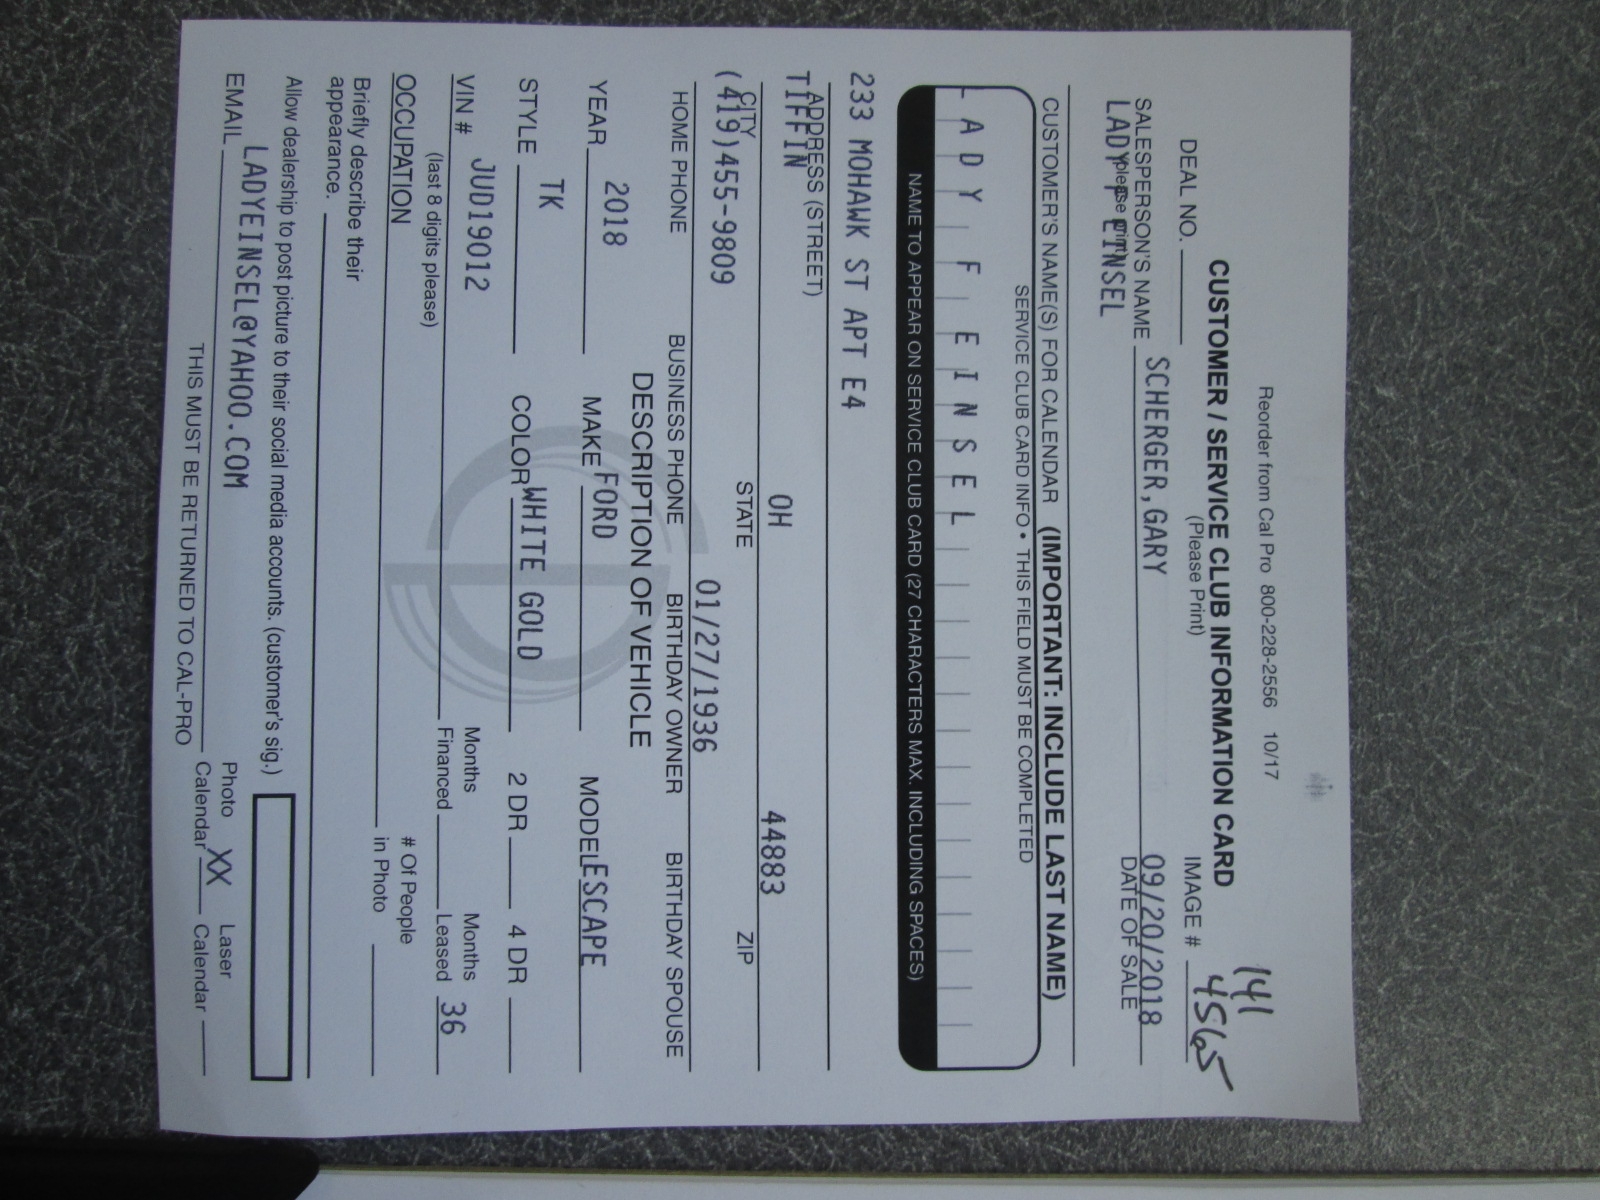 Reorder from Cal Pro 800-228-2556 10/17
141
CUSTOMER / SERVICE CLUB INFORMATION CARD
(Please Print)
DEAL NO.
IMAGE # 4565
SALESPERSON'S NAME SCHERGER,GARY 09/20/2018
DATE OF SALE
(please print)
LADY F EINSEL
CUSTOMER'S NAME(S) FOR CALENDAR (IMPORTANT: INCLUDE LAST NAME)
SERVICE CLUB CARD INFO • THIS FIELD MUST BE COMPLETED
LADY F EINSEL
NAME TO APPEAR ON SERVICE CLUB CARD (27 CHARACTERS MAX. INCLUDING SPACES)
233 MOHAWK ST APT E4
ADDRESS (STREET)
TIFFIN OH 44883
CITY STATE ZIP
(419)455-9809 01/27/1936
HOME PHONE BUSINESS PHONE BIRTHDAY OWNER BIRTHDAY SPOUSE
DESCRIPTION OF VEHICLE
YEAR 2018 MAKE FORD MODEL ESCAPE
STYLE TK COLOR WHITE GOLD 2 DR 4 DR
VIN # JUD19012 Months Financed Months Leased 36
(last 8 digits please)
OCCUPATION # Of People in Photo
Briefly describe their
appearance.
Allow dealership to post picture to their social media accounts. (customer's sig.)
EMAIL LADYEINSEL@YAHOO.COM Photo Calendar XX Laser Calendar
THIS MUST BE RETURNED TO CAL-PRO